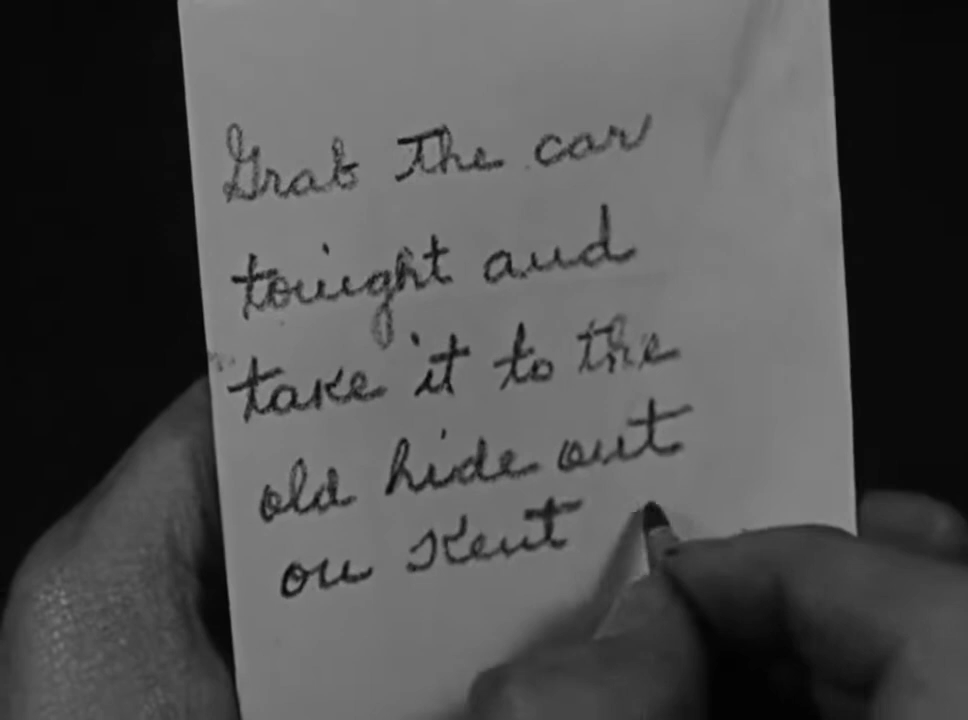 Grab the car
tonight and
take it to the
old hide out
on Kent